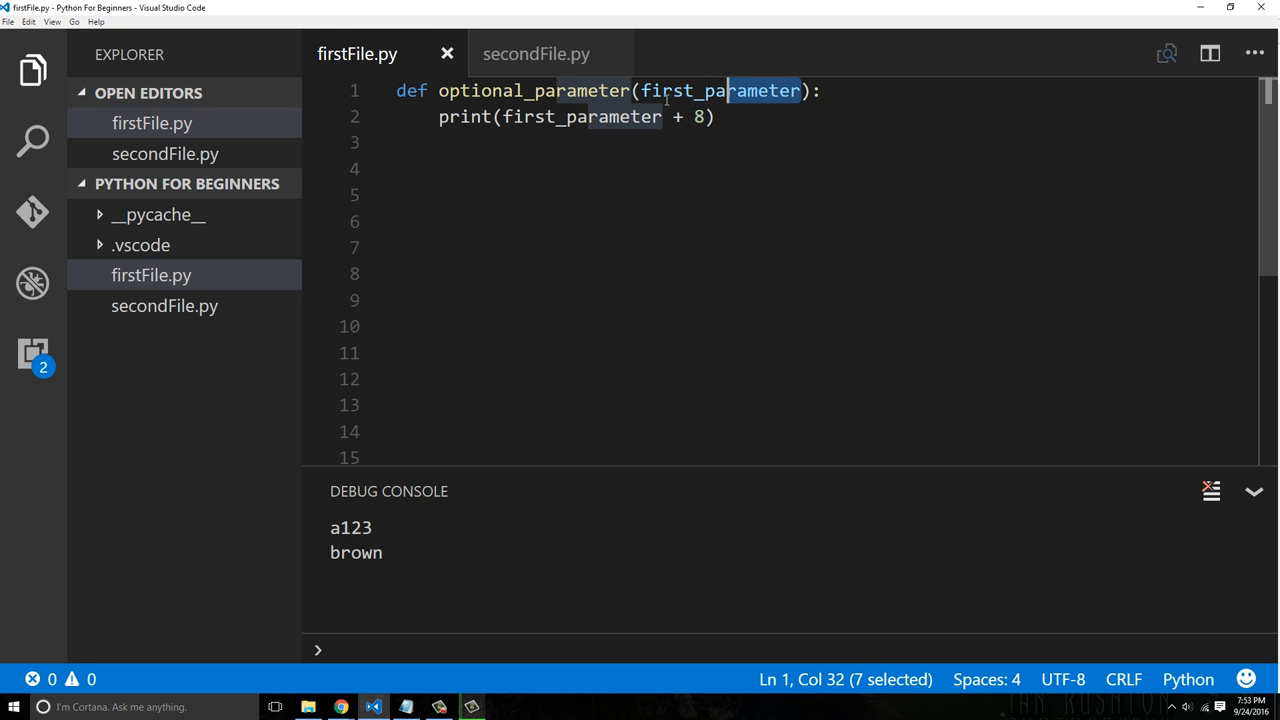 firstFile.py - Python For Beginners - Visual Studio Code
File Edit View Go Help
EXPLORER
OPEN EDITORS
firstFile.py
secondFile.py
PYTHON FOR BEGINNERS
__pycache__
.vscode
firstFile.py
secondFile.py
2
firstFile.py secondFile.py
1 def optional_parameter(first_parameter):
2 print(first_parameter + 8)
3
4
5
6
7
8
9
10
11
12
13
14
15
DEBUG CONSOLE
a123
brown
0 0 Ln 1, Col 32 (7 selected) Spaces: 4 UTF-8 CRLF Python
I'm Cortana. Ask me anything.
7:53 PM
9/24/2016